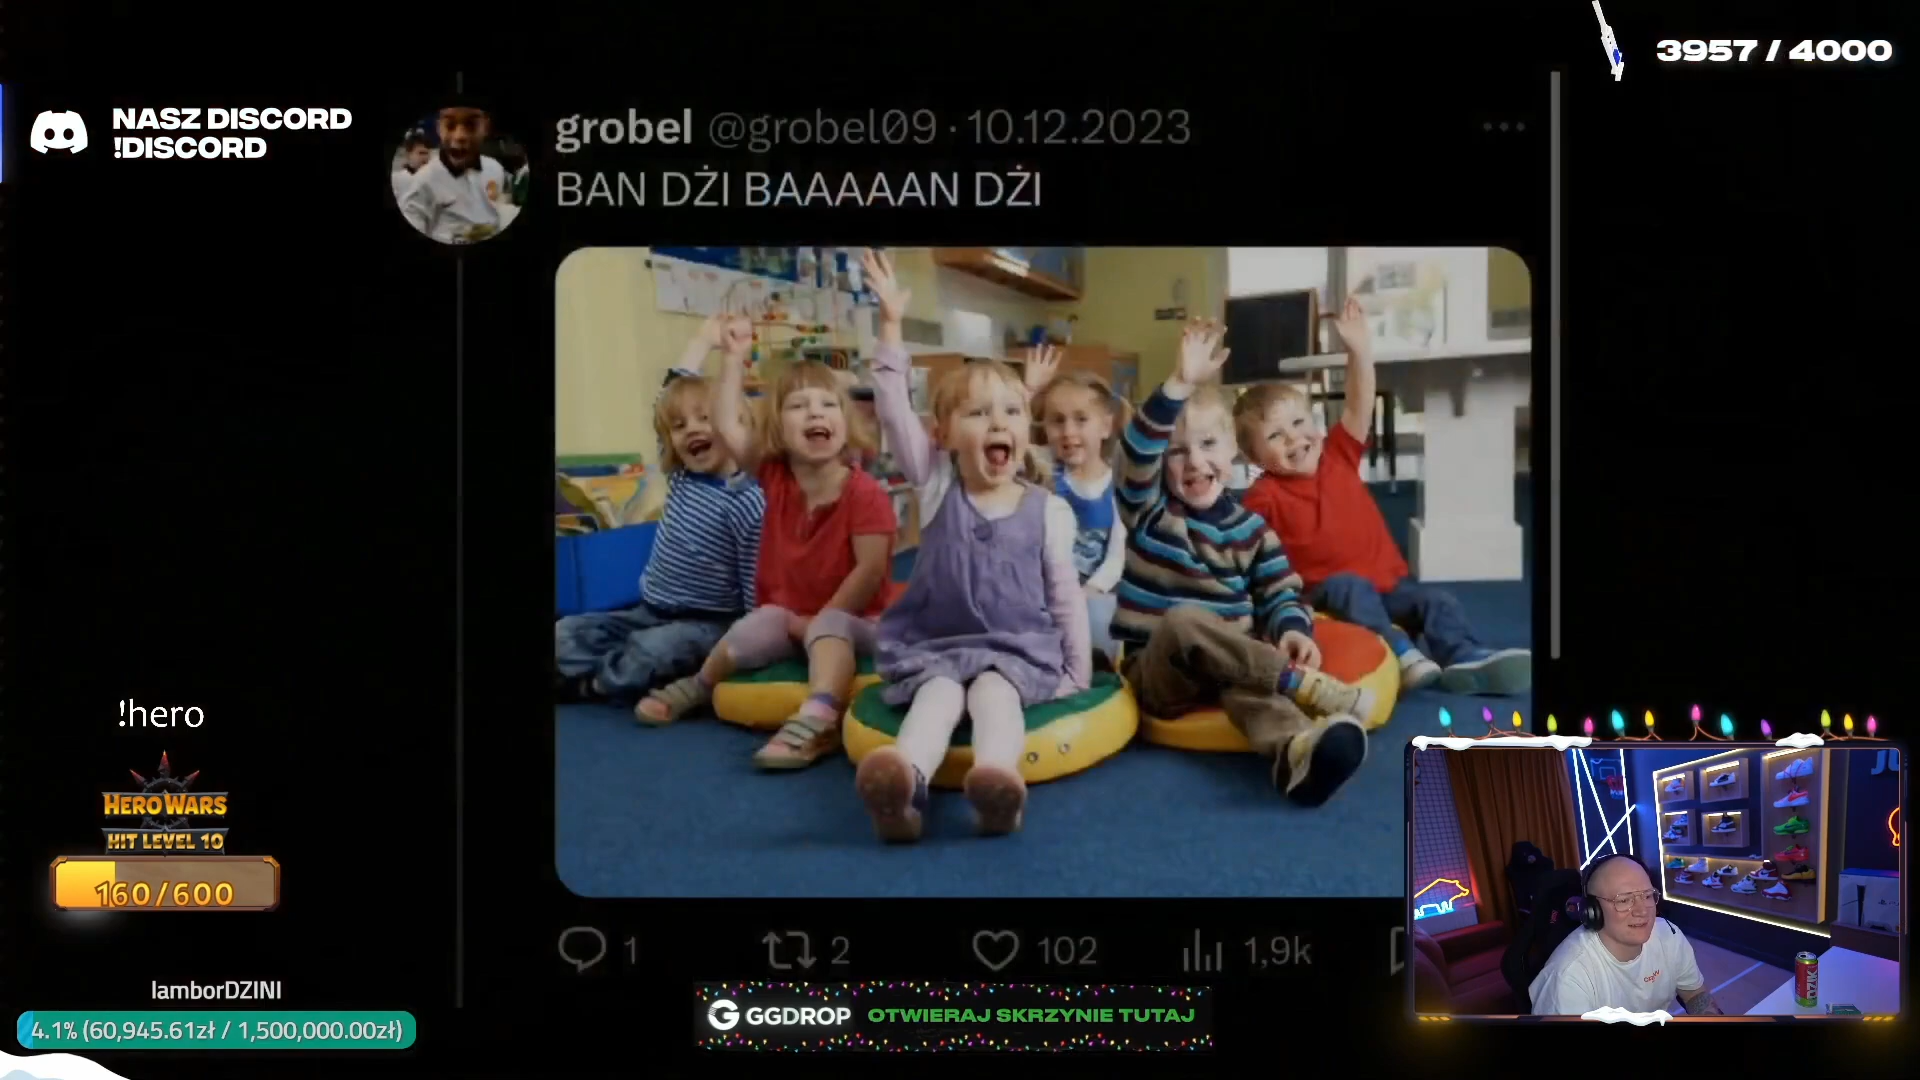 3957 / 4000
NASZ DISCORD
!DISCORD
grobel @grobel09 · 10.12.2023
BAN DŻI BAAAAAN DŻI
!hero
HERO WARS
HIT LEVEL 10
160/600
1
2
102
1,9k
lamborDZINI
4.1% (60,945.61zł / 1,500,000.00zł)
GGDROP OTWIERAJ SKRZYNIE TUTAJ
DZIK